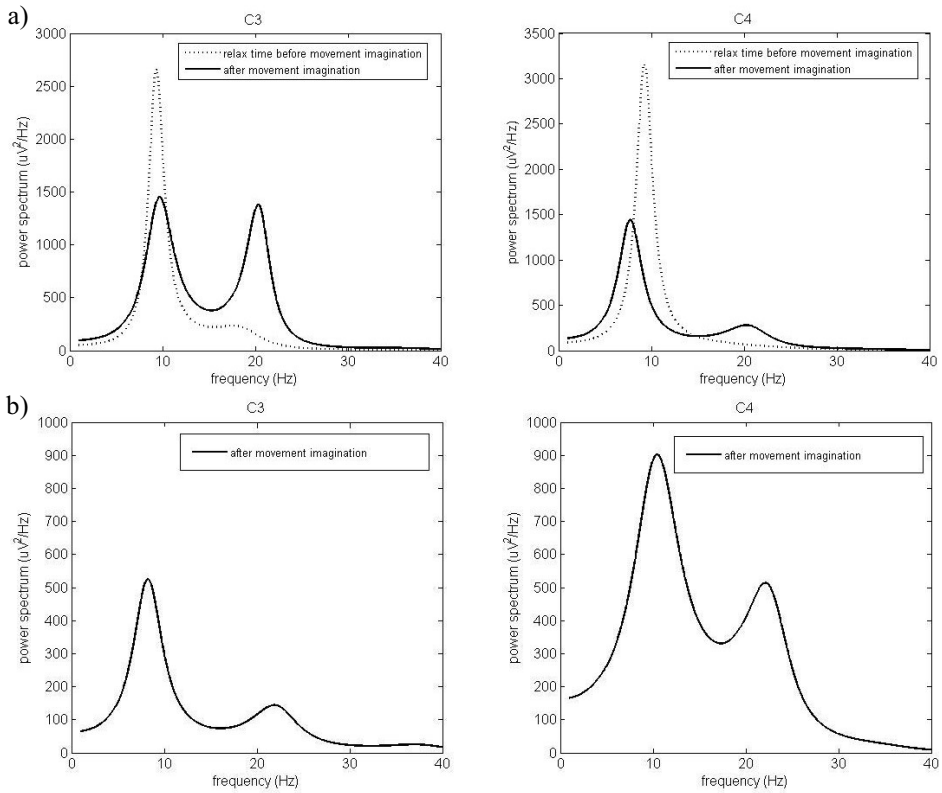 a)
C3
3000
2500
2000
1500
1000
500
0
0 10 20 30 40
power spectrum (uV²/Hz)
frequency (Hz)
relax time before movement imagination
after movement imagination
C4
3500
3000
2500
2000
1500
1000
500
0
0 10 20 30 40
power spectrum (uV²/Hz)
frequency (Hz)
relax time before movement imagination
after movement imagination
b)
C3
1000
900
800
700
600
500
400
300
200
100
0
0 10 20 30 40
power spectrum (uV²/Hz)
frequency (Hz)
after movement imagination
C4
1000
900
800
700
600
500
400
300
200
100
0
0 10 20 30 40
power spectrum (uV²/Hz)
frequency (Hz)
after movement imagination